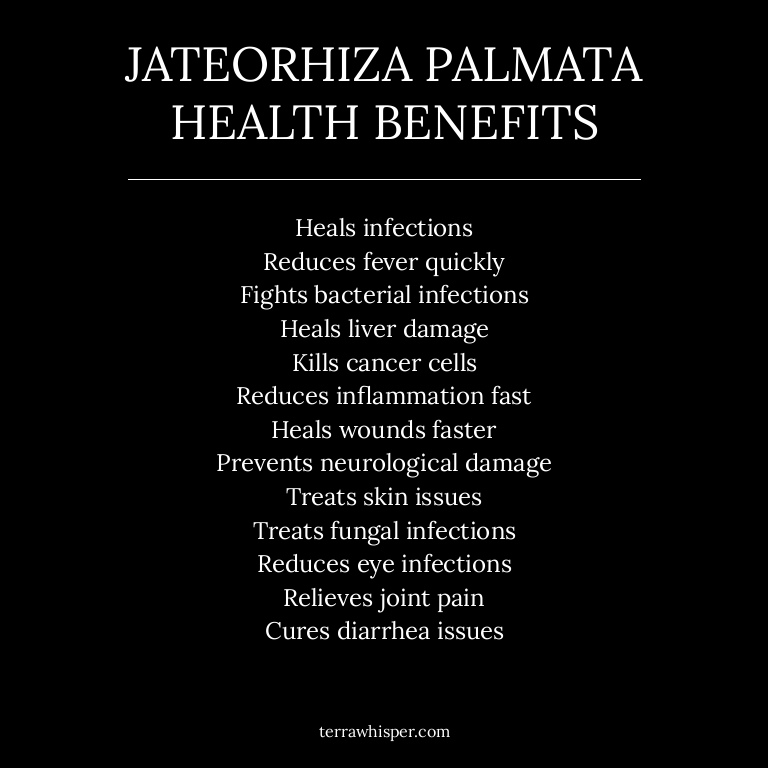 JATEORHIZA PALMATA
HEALTH BENEFITS
Heals infections
Reduces fever quickly
Fights bacterial infections
Heals liver damage
Kills cancer cells
Reduces inflammation fast
Heals wounds faster
Prevents neurological damage
Treats skin issues
Treats fungal infections
Reduces eye infections
Relieves joint pain
Cures diarrhea issues
terrawhisper.com